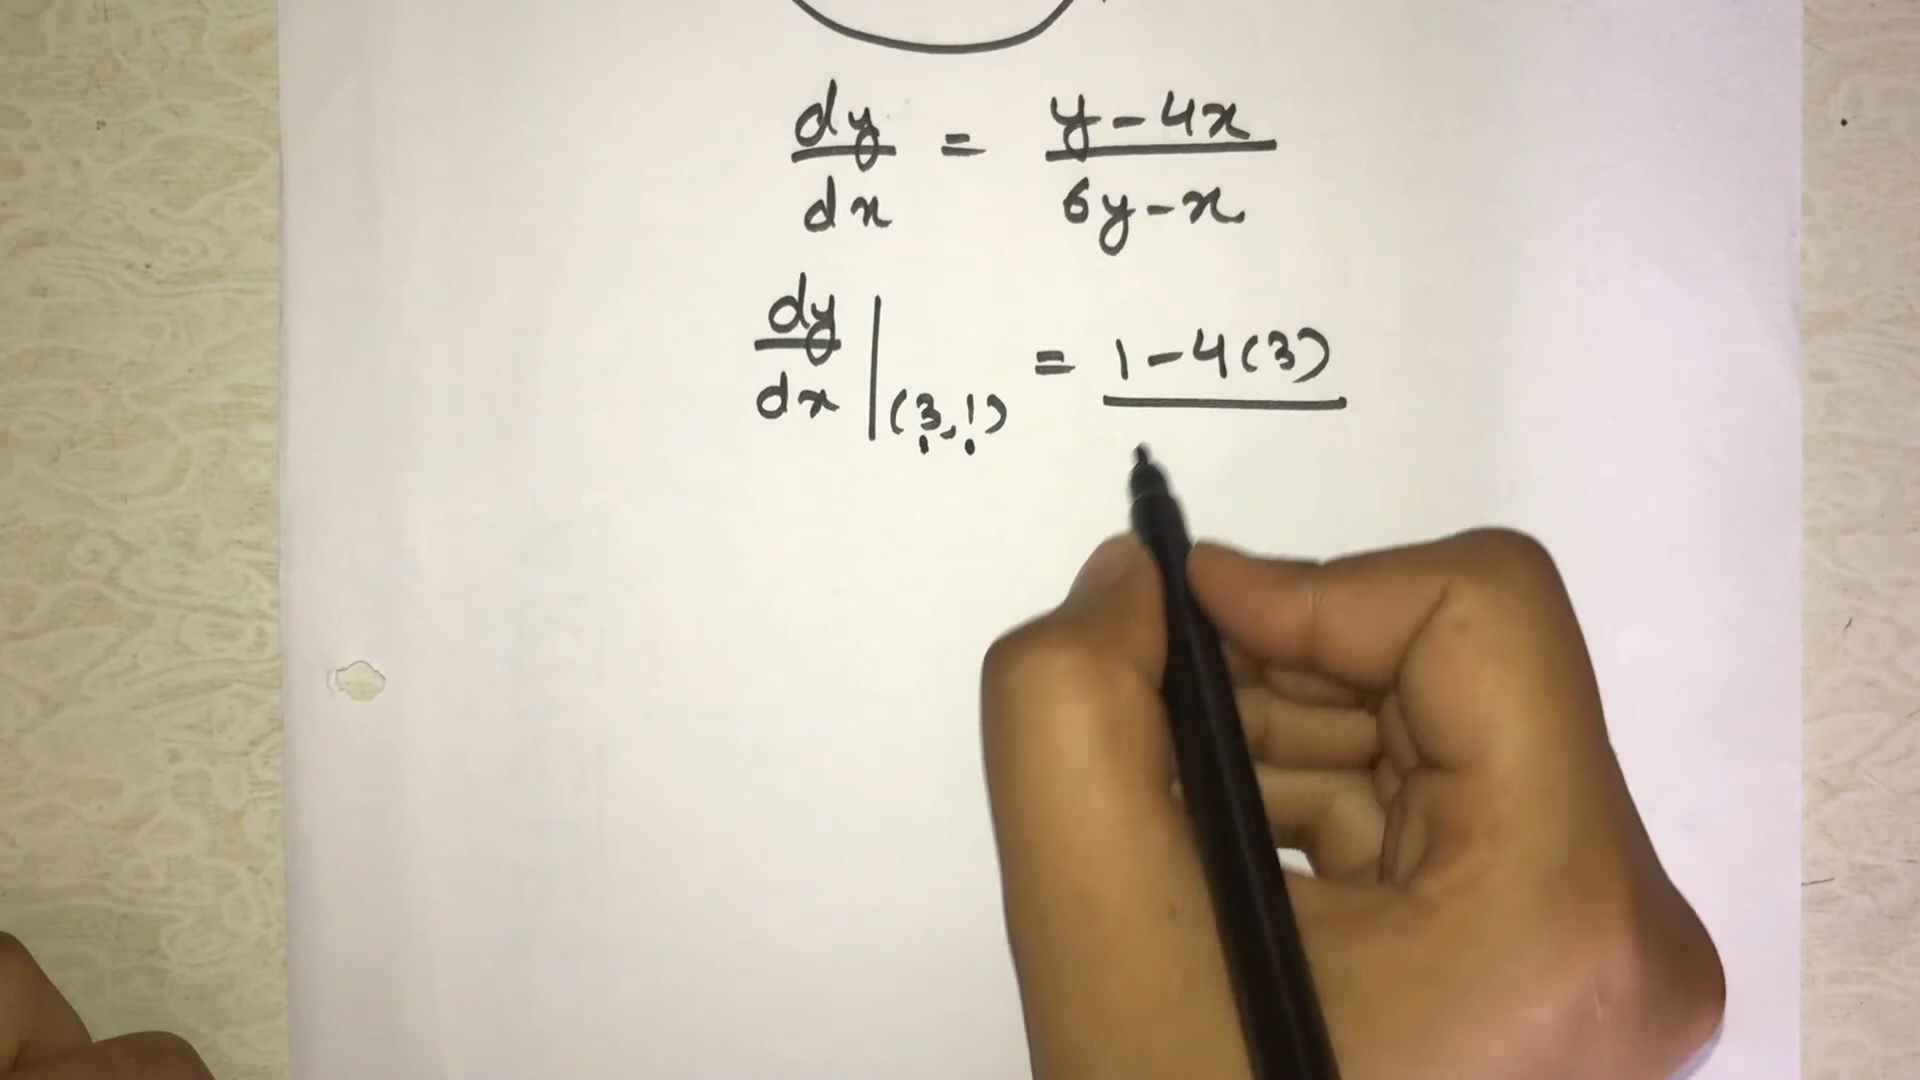 dy/dx = y-4x/6y-x
dy/dx|(3,1) = 1-4(3)